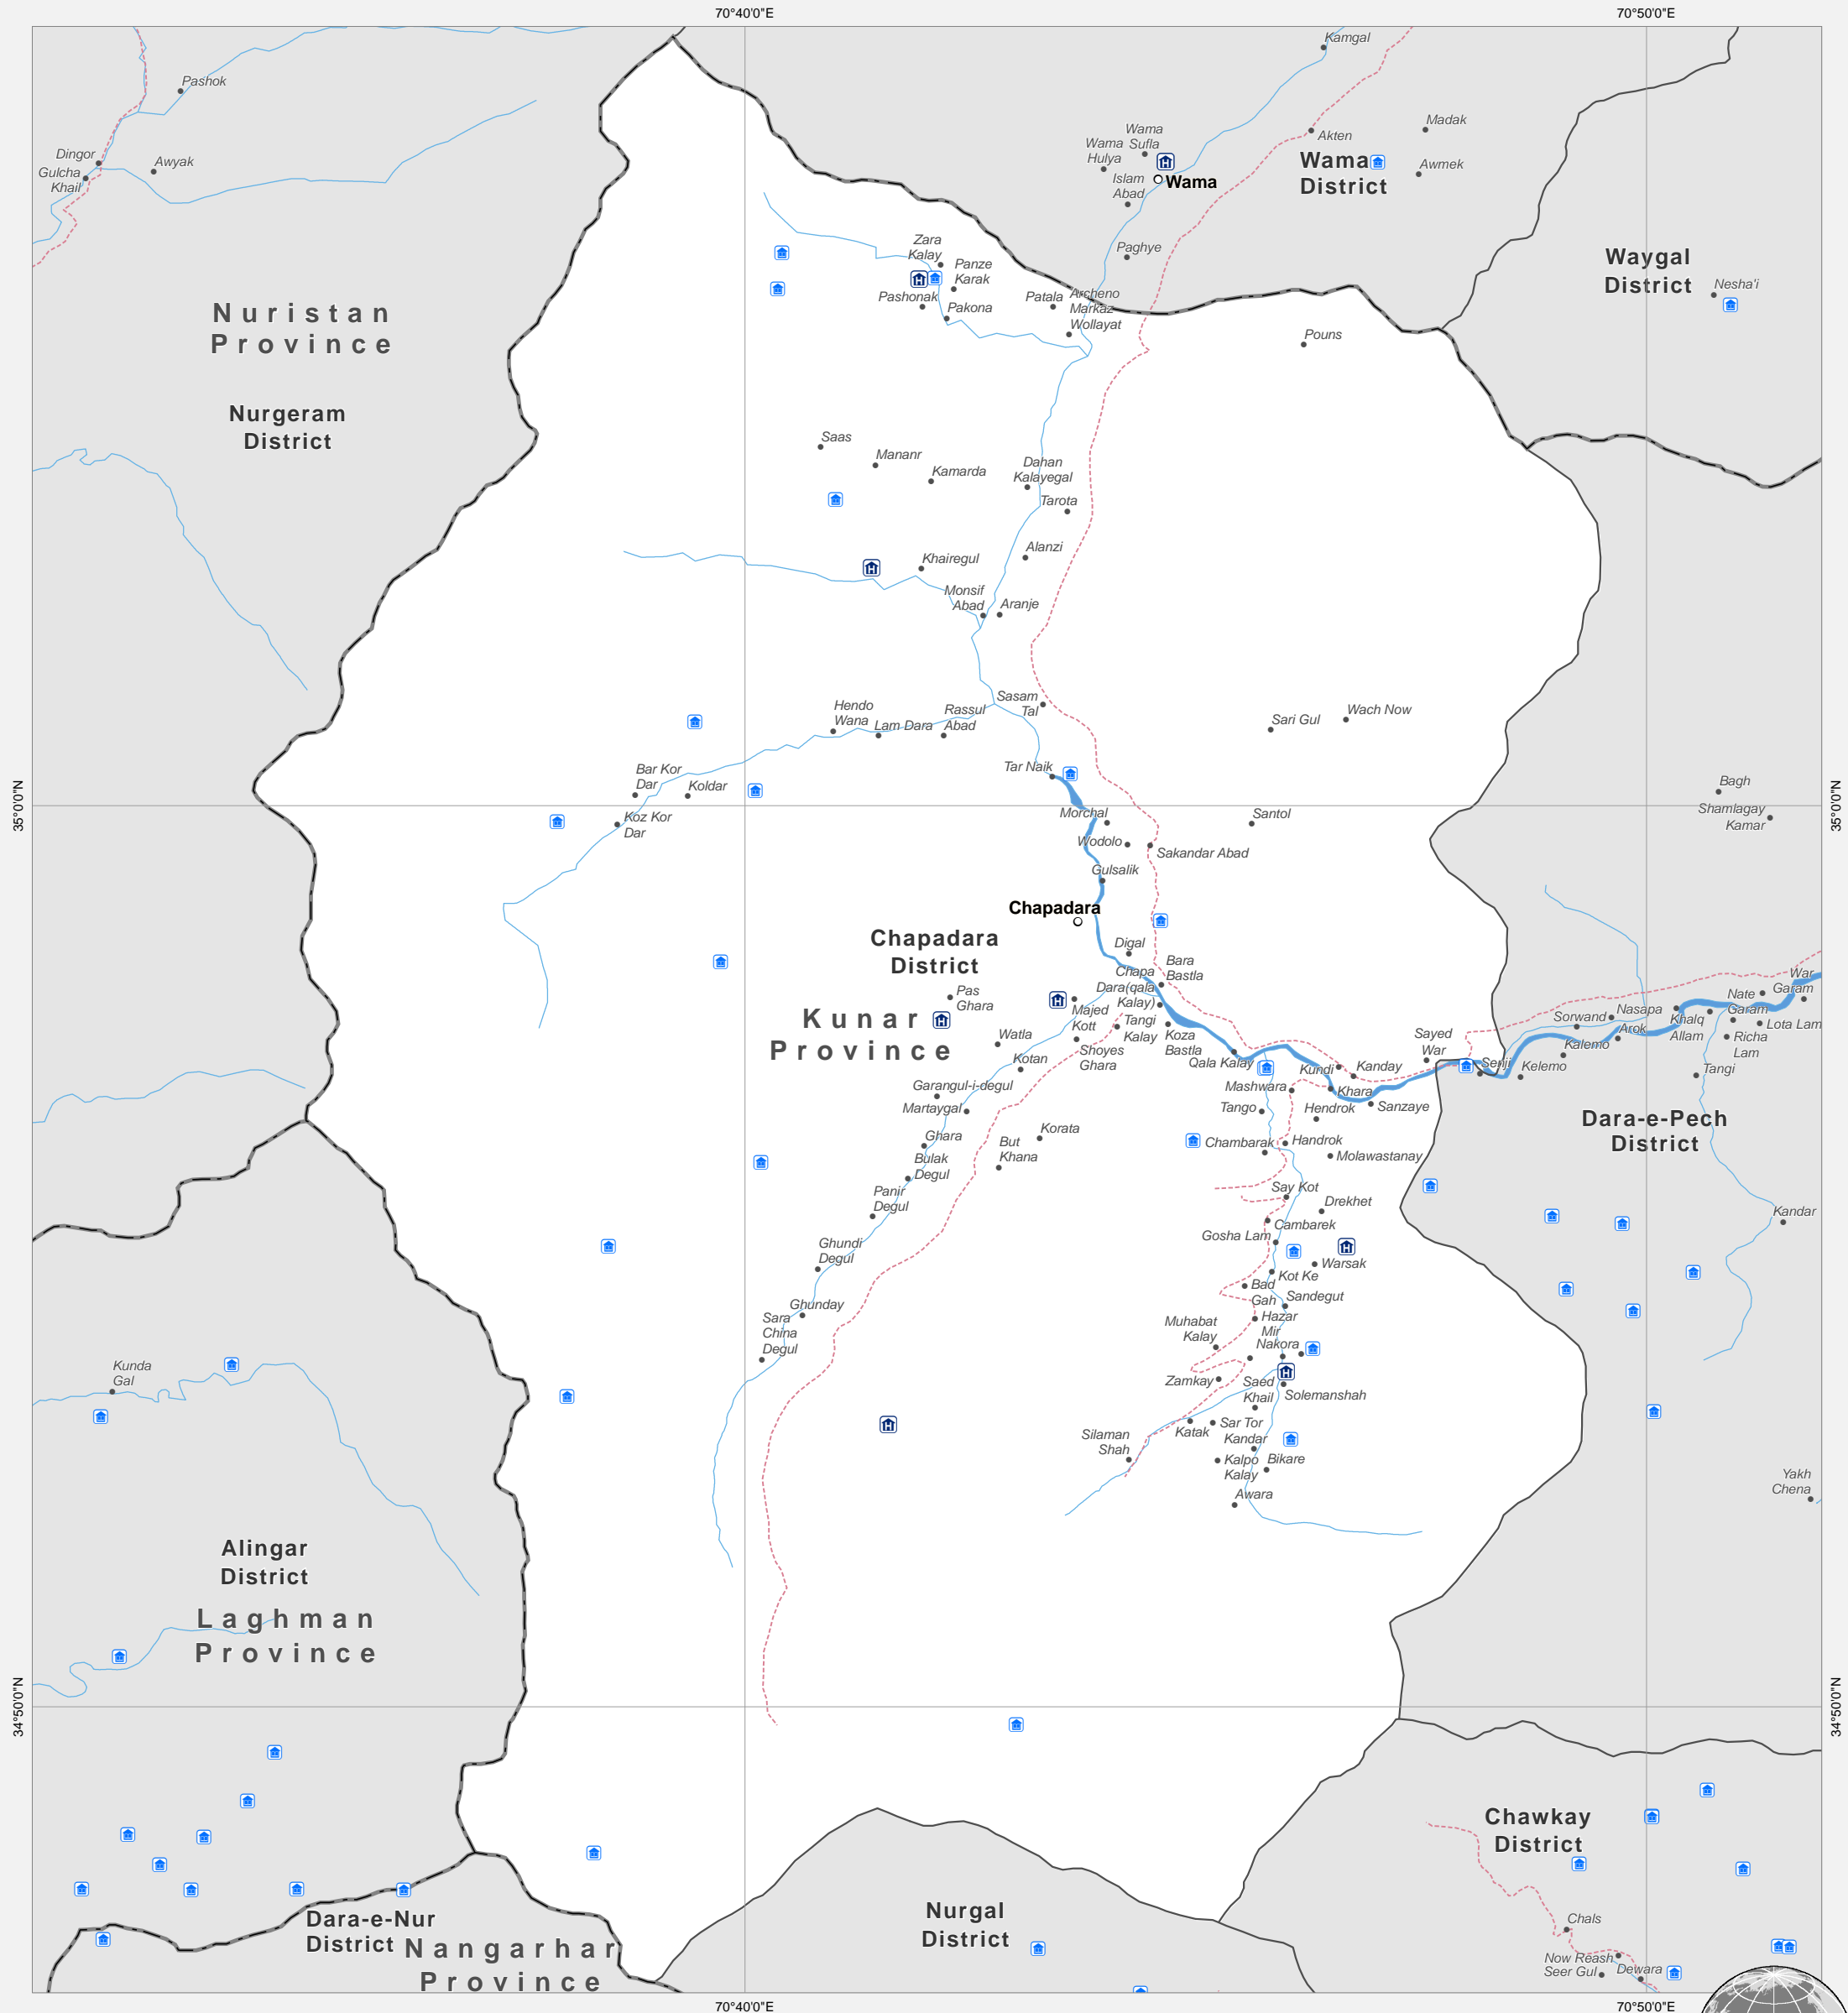 70°40'0"E
70°50'0"E
Kamgal
Pashok
Madak
Akten
Wama
Sufla
Wama
Hulya
Dingor
Awyak
Gulcha
Khail
Wama
District
Awmek
Islam
Abad
Wama
Paghye
Zara
Kalay
Waygal
District
Panze
Karak
Nesha'i
Pashonak
Pakona
Patala
Archeno
Markaz
Wollayat
Nuristan
Province
Pouns
Nurgeram
District
Saas
Mananr
Kamarda
Dahan
Kalayegal
Tarota
Alanzi
Khairegul
Monsif
Abad
Aranje
Sasam
Tal
Hendo
Wana
Lam Dara
Rassul
Abad
Sari Gul
Wach Now
Bar Kor
Dar
Koldar
Tar Naik
Bagh
35°0'0"N
35°0'0"N
Koz Kor
Dar
Morchal
Santol
Shamlagay
Kamar
Wodolo
Sakandar Abad
Gulsalik
Chapadara
Chapadara
District
Digal
Bara
Bastla
Chapa
Dara(qala
Kalay)
Pas
Ghara
Kunar
Province
Majed
Kott
Tangi
Kalay
Koza
Bastla
Shoyes
Ghara
Watla
Kotan
Qala Kalay
Sayed
War
Senji
Kelemo
Kalemo
Sorwand
Nasapa
Arok
Khalq
Allam
Nate
Garam
War
Garam
Lota Lam
Richa
Lam
Tangi
Kundi
Kanday
Mashwara
Khara
Garangul-i-degul
Martaygal
Tango
Hendrok
Sanzaye
Dara-e-Pech
District
Korata
Ghara
But
Khana
Chambarak
Handrok
Molawastanay
Bulak
Degul
Panir
Degul
Say Kot
Drekhet
Kandar
Cambarek
Gosha Lam
Ghundi
Degul
Warsak
Kot Ke
Bad
Gah
Sandegut
Ghunday
Sara
China
Degul
Hazar
Mir
Muhabat
Kalay
Nakora
Kunda
Gal
Zamkay
Saed
Khail
Solemanshah
Katak
Sar Tor
Kandar
Silaman
Shah
Kalpo
Kalay
Bikare
Awara
Yakh
Chena
Alingar
District
Laghman
Province
34°50'0"N
34°50'0"N
Chawkay
District
Dara-e-Nur
District
Nangarhar
Province
Nurgal
District
Chals
Now Reash
Seer Gul
Dewara
70°40'0"E
70°50'0"E